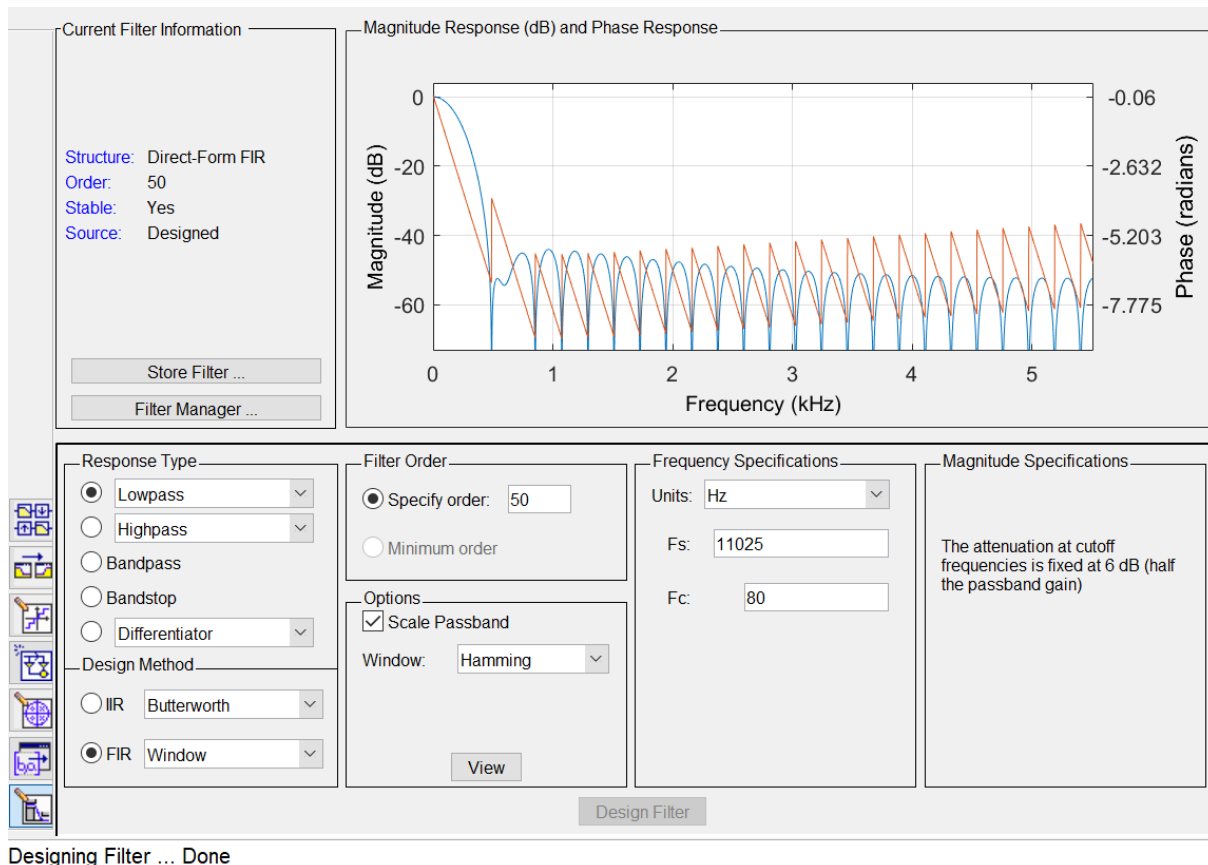 Current Filter Information
Structure: Direct-Form FIR
Order: 50
Stable: Yes
Source: Designed
Store Filter ...
Filter Manager ...
Magnitude Response (dB) and Phase Response
Magnitude (dB)
0
-20
-40
-60
0 1 2 3 4 5
Frequency (kHz)
-0.06
-2.632
-5.203
-7.775
Phase (radians)
Response Type
Lowpass
Highpass
Bandpass
Bandstop
Differentiator
Design Method
IIR Butterworth
FIR Window
Filter Order
Specify order: 50
Minimum order
Options
Scale Passband
Window: Hamming
View
Frequency Specifications
Units: Hz
Fs: 11025
Fc: 80
Magnitude Specifications
The attenuation at cutoff
frequencies is fixed at 6 dB (half
the passband gain)
Design Filter
Designing Filter ... Done